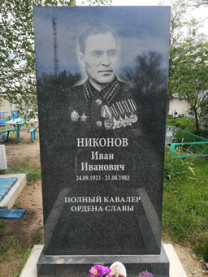 НИКОНОВ
Иван
Иванович
24.09.1923 - 21.08.1982
ПОЛНЫЙ КАВАЛЕР
ОРДЕНА СЛАВЫ